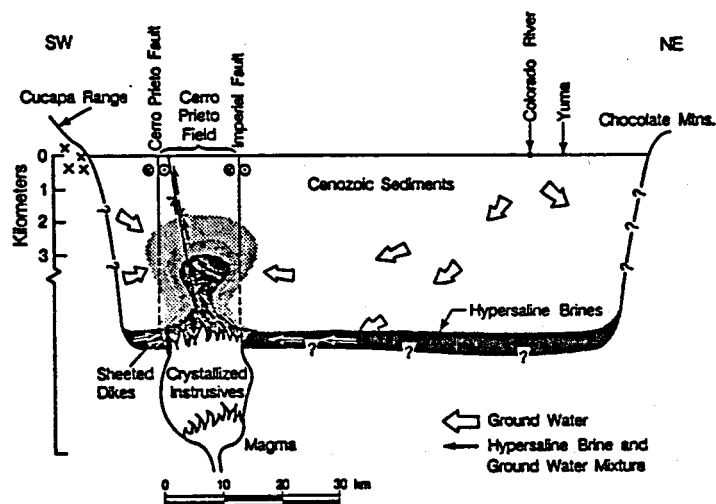 SW
NE
Cucapa Range
Cerro Prieto Fault
Cerro
Prieto
Field
Imperial Fault
Colorado River
Yuma
Chocolate Mtns.
Kilometers
0
1
2
3
x x
x x x
Canozoic Sediments
?
?
?
?
?
Hypersaline Brines
?
?
?
?
Sheeted
Dikes
Crystallized
Instrusives
Magma
Ground Water
Hypersaline Brine and
Ground Water Mixture
0 10 20 30 km